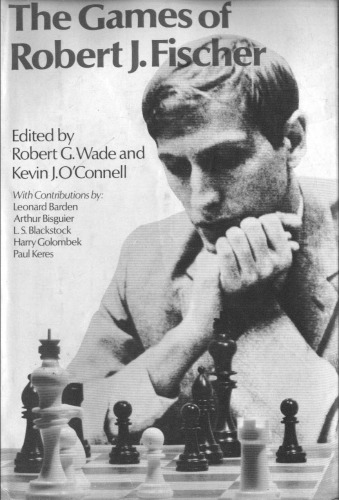 The Games of
Robert J. Fischer
Edited by
Robert G. Wade and
Kevin J. O'Connell
With Contributions by:
Leonard Barden
Arthur Bisguier
L. S. Blackstock
Harry Golombek
Paul Keres